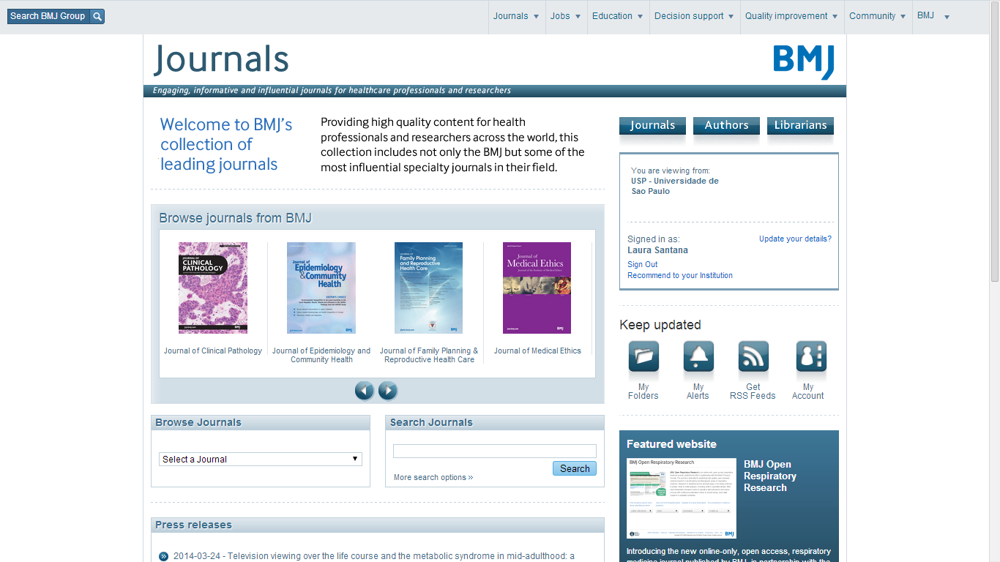 Search BMJ Group
Journals
Jobs
Education
Decision support
Quality improvement
Community
BMJ
Journals
BMJ
Engaging, informative and influential journals for healthcare professionals and researchers
Welcome to BMJ's
collection of
leading journals
Providing high quality content for health
professionals and researchers across the world, this
collection includes not only the BMJ but some of the
most influential specialty journals in their field.
Journals
Authors
Librarians
You are viewing from:
USP - Universidade de
Sao Paulo
Signed in as:
Update your details?
Laura Santana
Sign Out
Recommend to your Institution
Browse journals from BMJ
JOURNAL OF
CLINICAL
PATHOLOGY
BMJ
Journal of
Epidemiology
&Community
Health
BMJ
Family Planning
and Reproductive
Health Care
BMJ
Journal of
Medical Ethics
BMJ
Journal of Clinical Pathology
Journal of Epidemiology and
Community Health
Journal of Family Planning &
Reproductive Health Care
Journal of Medical Ethics
Keep updated
My
Folders
My
Alerts
Get
RSS Feeds
My
Account
Browse Journals
Select a Journal
Search Journals
Search
More search options »
Featured website
BMJ Open Respiratory Research
BMJ
BMJ Open
Respiratory
Research
Introducing the new online-only, open access, respiratory
medicine journal published by BMJ, in partnership with the
Press releases
2014-03-24 - Television viewing over the life course and the metabolic syndrome in mid-adulthood: a